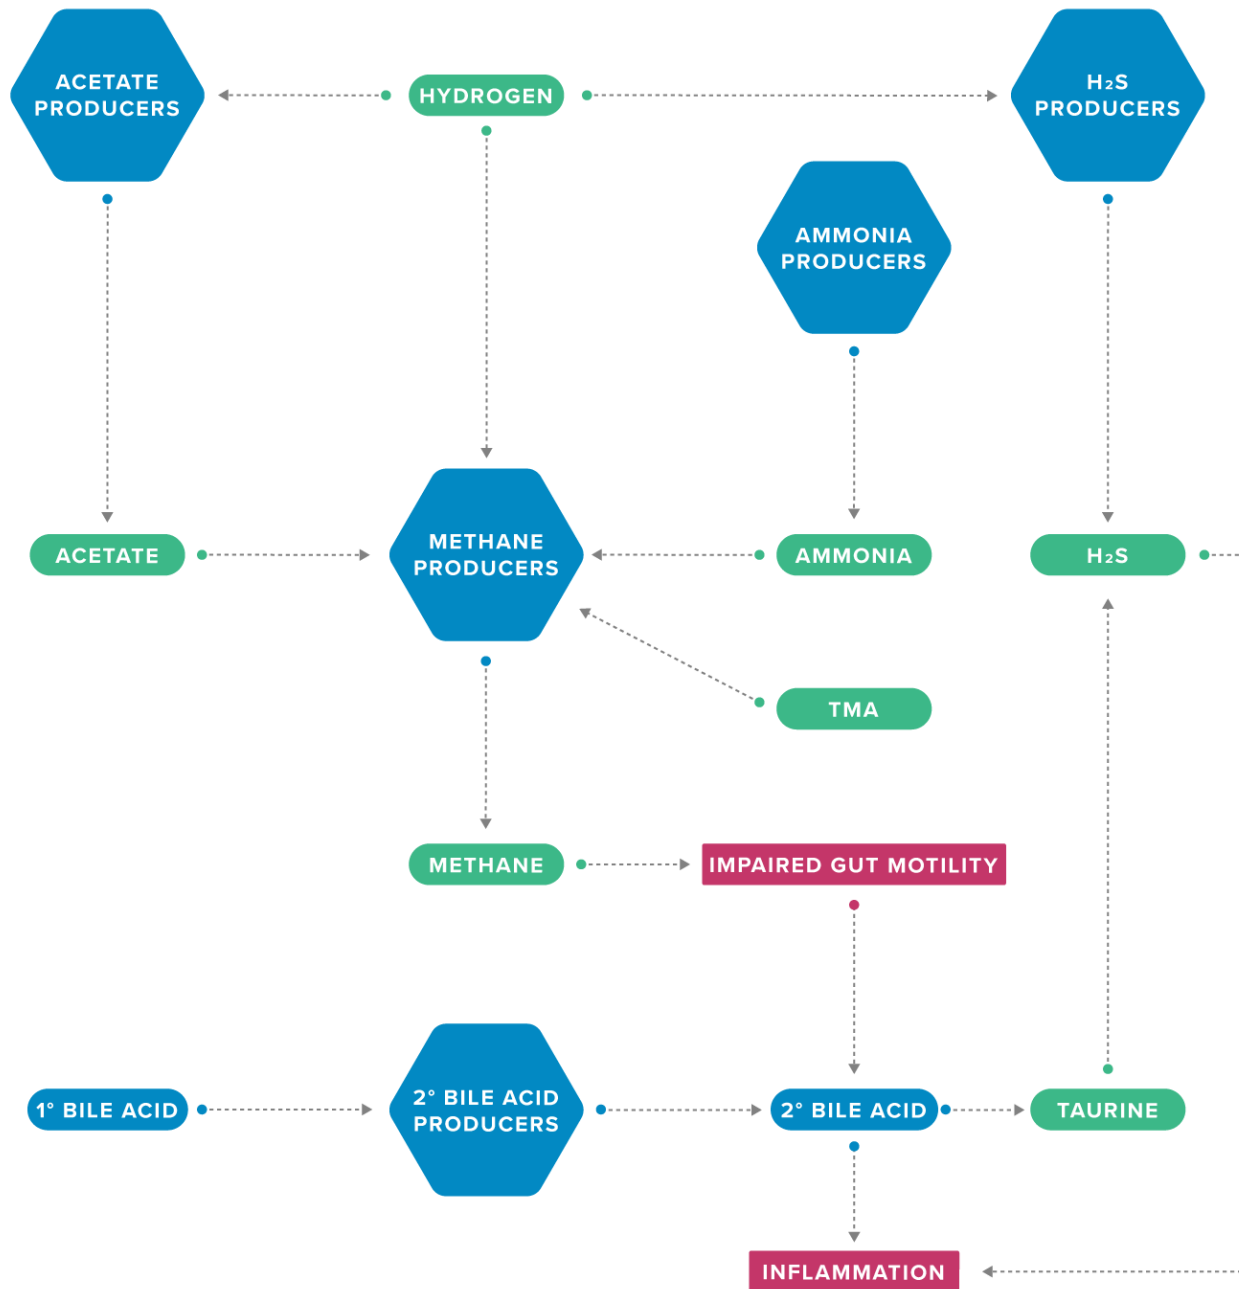 ACETATE
PRODUCERS
HYDROGEN
H₂S
PRODUCERS
AMMONIA
PRODUCERS
ACETATE
METHANE
PRODUCERS
AMMONIA
H₂S
TMA
METHANE
IMPAIRED GUT MOTILITY
1° BILE ACID
2° BILE ACID
PRODUCERS
2° BILE ACID
TAURINE
INFLAMMATION